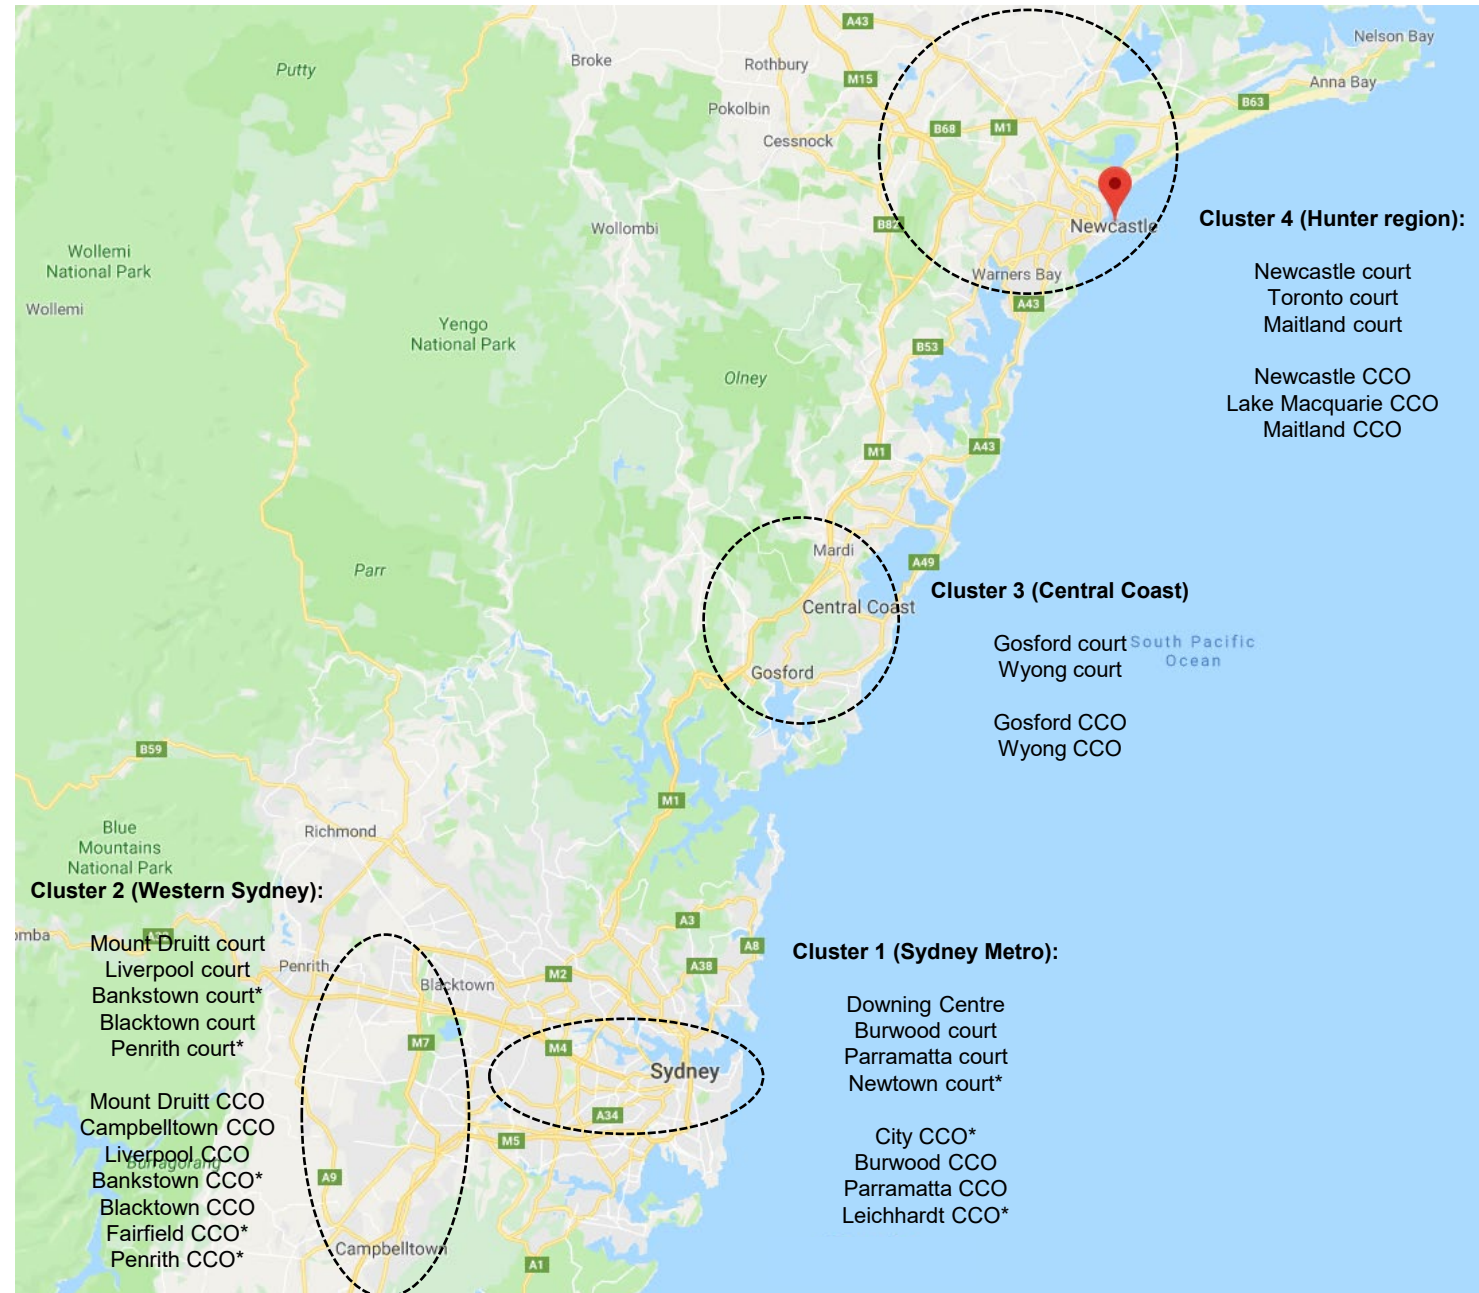 A43
Nelson Bay
Broke
Putty
Rothbury
M15
Anna Bay
Pokolbin
B63
B68
M1
Cessnock
B82
Wollombi
Newcastle
Cluster 4 (Hunter region):
Wollemi
National Park
Newcastle court
Toronto court
Maitland court
Warners Bay
Wollemi
A43
Yengo
National Park
B53
Olney
Newcastle CCO
Lake Macquarie CCO
Maitland CCO
M1
A43
Mardi
A49
Parr
Cluster 3 (Central Coast)
Central Coast
Gosford court
Wyong court
South Pacific
Ocean
Gosford
Gosford CCO
Wyong CCO
B59
M1
Blue
Mountains
National Park
Richmond
Cluster 2 (Western Sydney):
A3
Mount Druitt court
Liverpool court
Bankstown court*
Blacktown court
Penrith court*
Penrith
Blacktown
M2
A38
A8
Cluster 1 (Sydney Metro):
Downing Centre
Burwood court
Parramatta court
Newtown court*
M7
M4
Sydney
Mount Druitt CCO
Campbelltown CCO
Liverpool CCO
Bankstown CCO*
Blacktown CCO
Fairfield CCO*
Penrith CCO*
A34
M5
City CCO*
Burwood CCO
Parramatta CCO
Leichhardt CCO*
Burragorang
A9
Campbelltown
A1